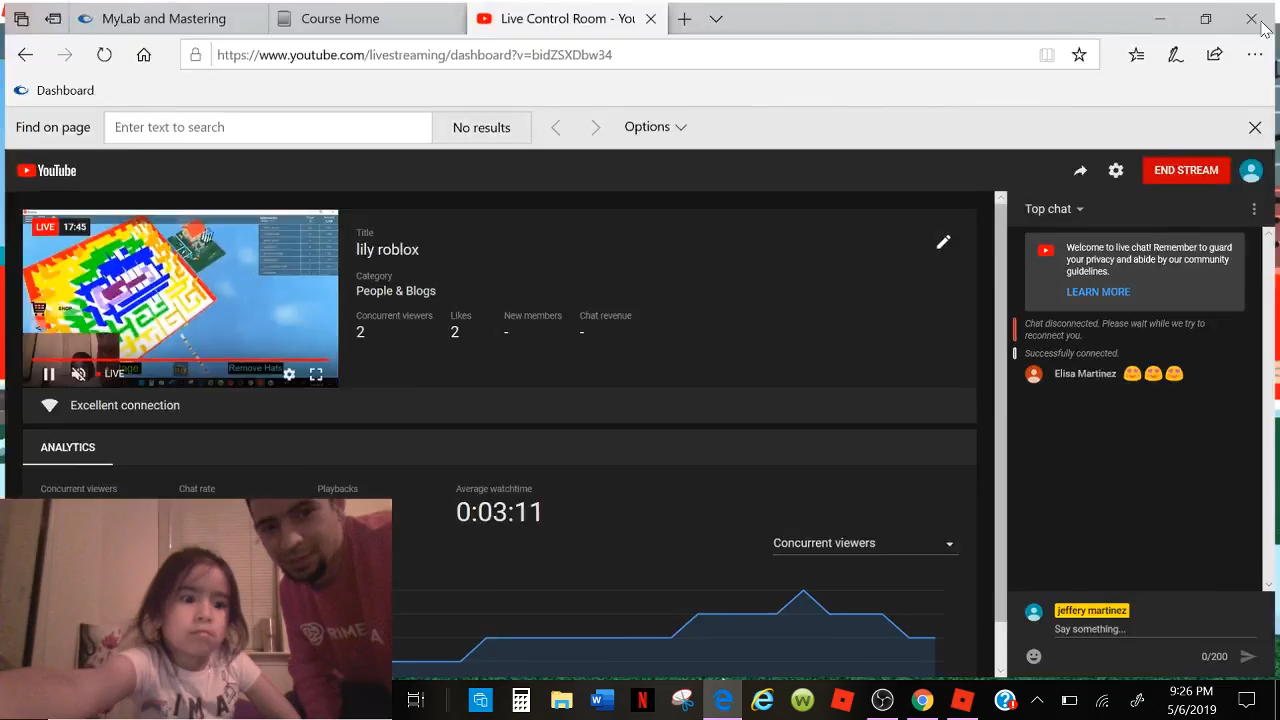 MyLab and Mastering
Course Home
Live Control Room - You
https://www.youtube.com/livestreaming/dashboard?v=bidZSXDbw34
Dashboard
Find on page
Enter text to search
No results
Options
YouTube
END STREAM
LIVE 17:45
SHOP
LIVE
Remove Hats
Title
lily roblox
Category
People & Blogs
Concurrent viewers
Likes
New members
Chat revenue
2
2
-
-
Excellent connection
ANALYTICS
Concurrent viewers
Chat rate
Playbacks
Average watchtime
0:03:11
Concurrent viewers
Top chat
Welcome to live chat! Remember to guard
your privacy and abide by our community
guidelines.
LEARN MORE
Chat disconnected. Please wait while we try to
reconnect you.
Successfully connected.
Elisa Martinez 😍😍😍
jeffery martinez
Say something...
0/200
9:26 PM
5/6/2019